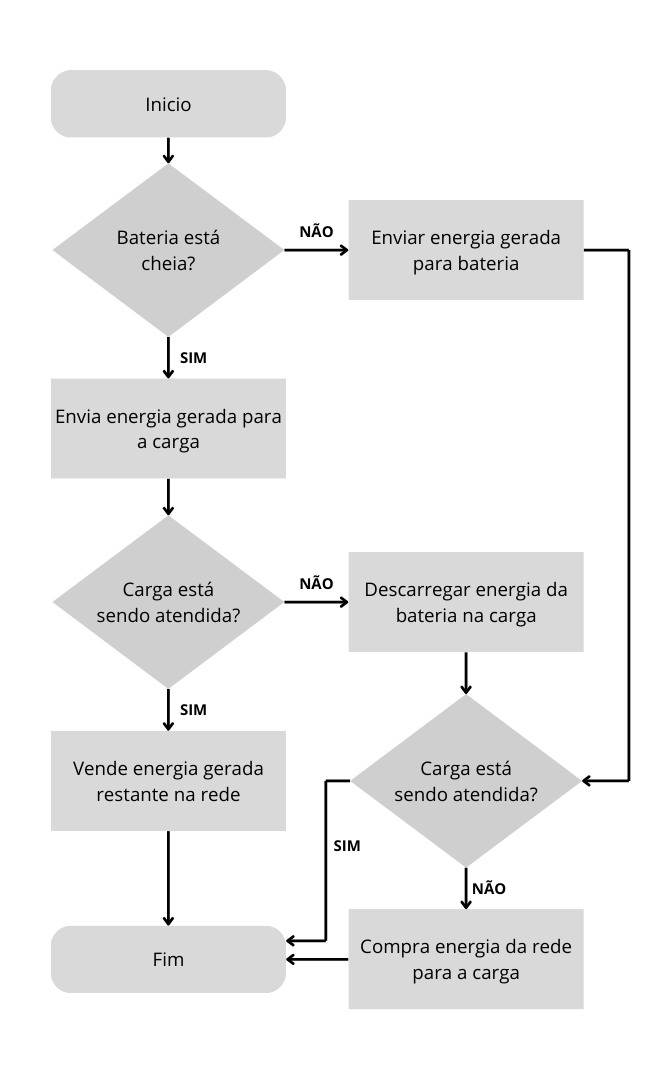 Inicio
Bateria está
cheia?
NÃO
Enviar energia gerada
para bateria
SIM
Envia energia gerada para
a carga
Carga está
sendo atendida?
NÃO
Descarregar energia da
bateria na carga
SIM
Vende energia gerada
restante na rede
Carga está
sendo atendida?
SIM
NÃO
Compra energia da rede
para a carga
Fim